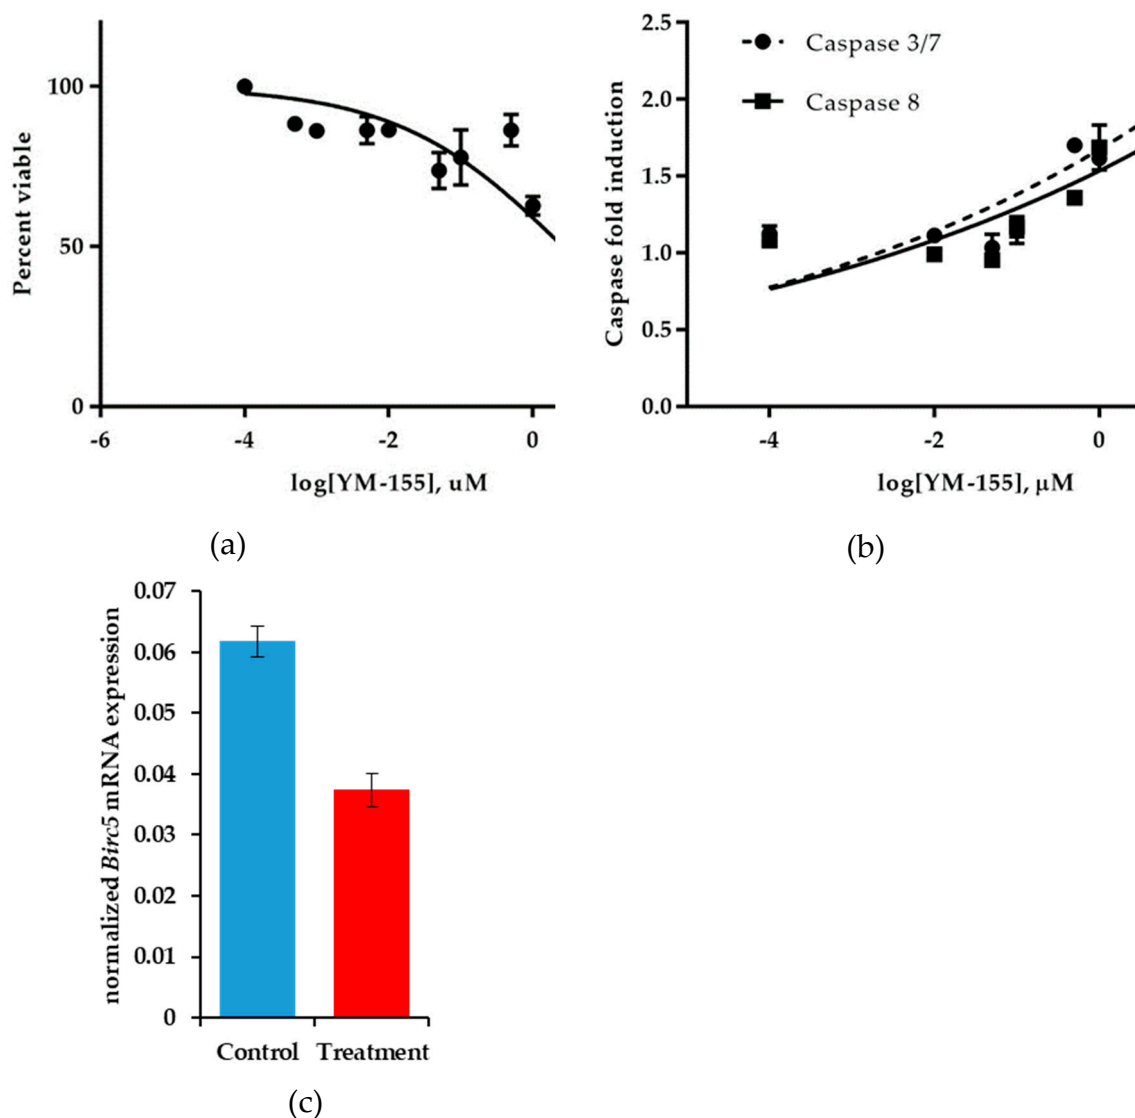 Percent viable
100
50
0
-6
-4
-2
0
log[YM-155], uM
(a)
Caspase fold induction
2.5
2.0
1.5
1.0
0.5
0.0
Caspase 3/7
Caspase 8
-4
-2
0
log[YM-155], μM
(b)
normalized Birc5 mRNA expression
0.07
0.06
0.05
0.04
0.03
0.02
0.01
0
Control Treatment
(c)